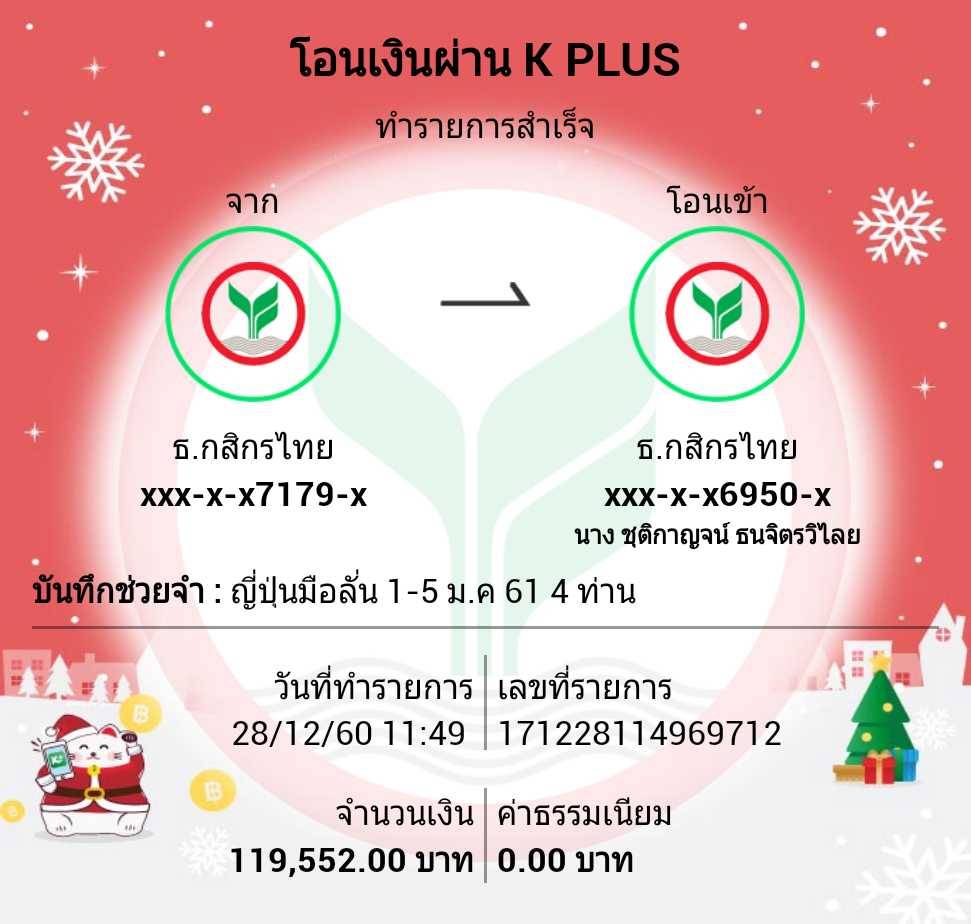 โอนเงินผ่าน K PLUS
ทำรายการสำเร็จ
จาก
โอนเข้า
ธ.กสิกรไทย
xxx-x-x7179-x
ธ.กสิกรไทย
xxx-x-x6950-x
นาง ชุติกาญจน์ ธนจิตรวิไลย
บันทึกช่วยจำ : ญี่ปุ่นมือลั่น 1-5 ม.ค 61 4 ท่าน
วันที่ทำรายการ
28/12/60 11:49
เลขที่รายการ
171228114969712
จำนวนเงิน
119,552.00 บาท
ค่าธรรมเนียม
0.00 บาท